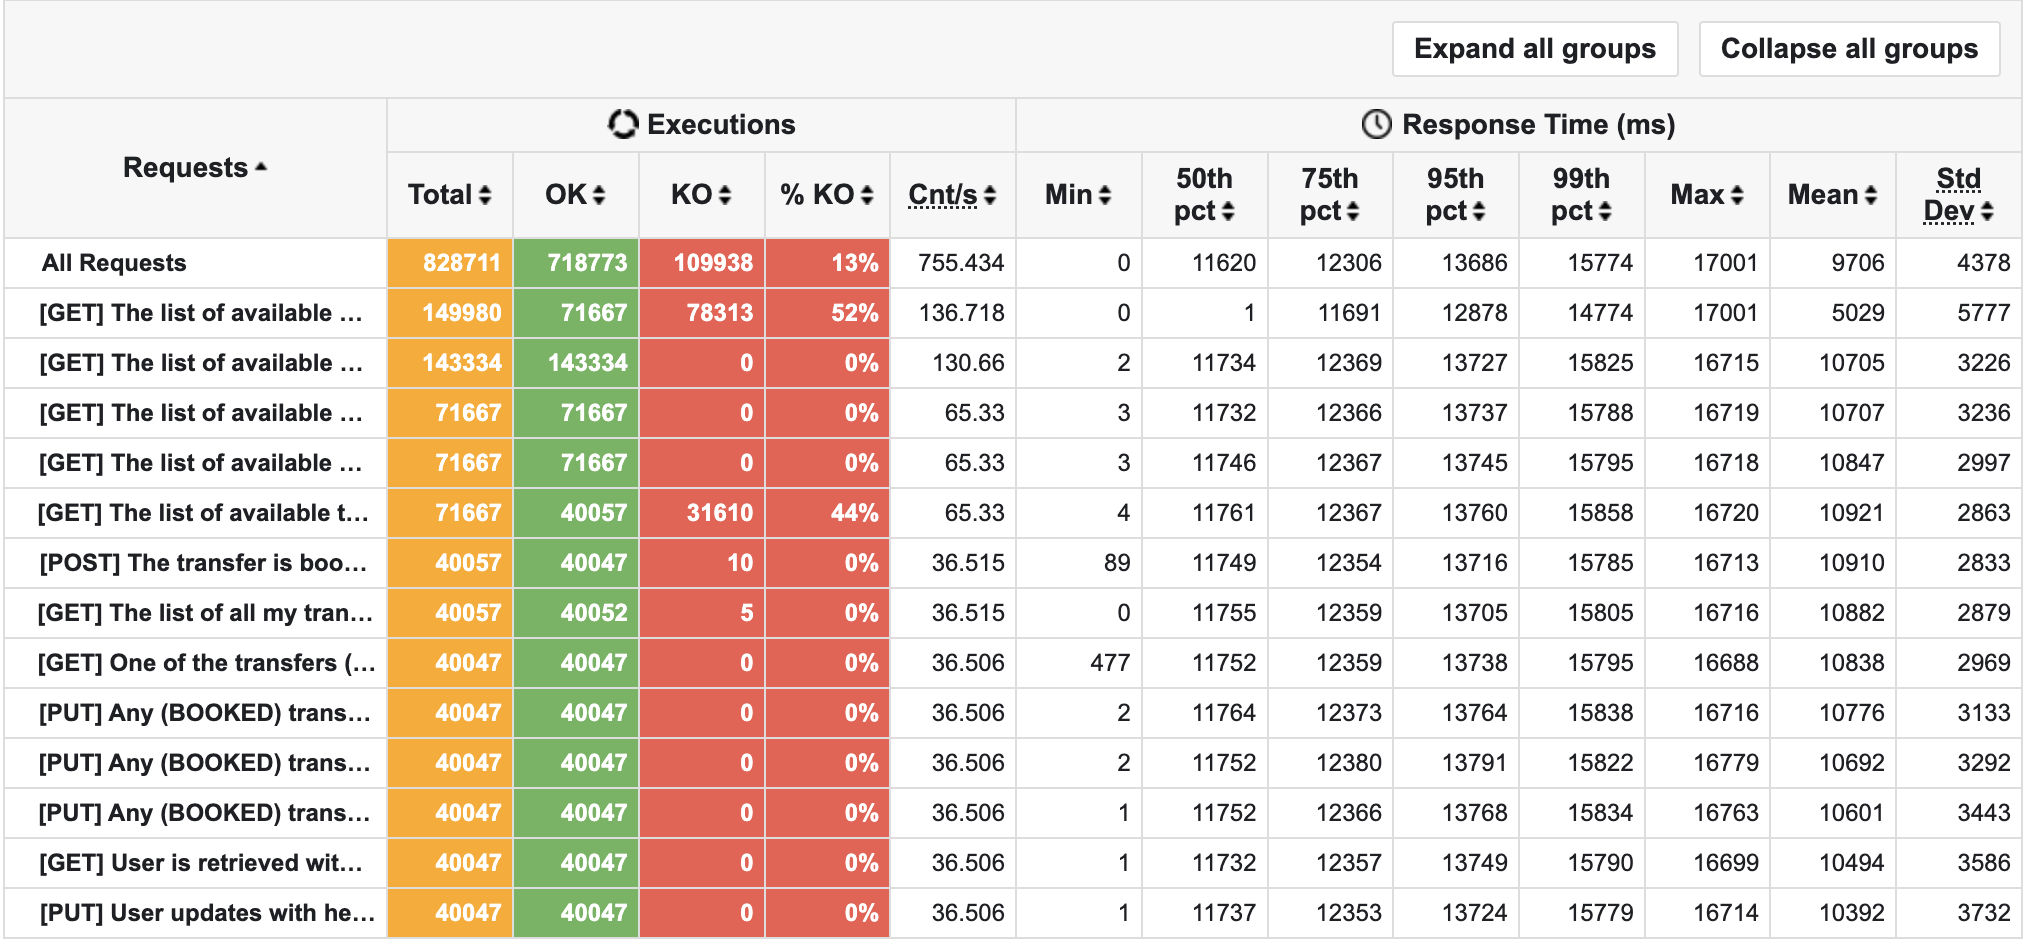 Expand all groups Collapse all groups
Requests Executions Response Time (ms)
Total OK KO % KO Cnt/s Min 50th pct 75th pct 95th pct 99th pct Max Mean Std Dev
All Requests 828711 718773 109938 13% 755.434 0 11620 12306 13686 15774 17001 9706 4378
[GET] The list of available ... 149980 71667 78313 52% 136.718 0 1 11691 12878 14774 17001 5029 5777
[GET] The list of available ... 143334 143334 0 0% 130.66 2 11734 12369 13727 15825 16715 10705 3226
[GET] The list of available ... 71667 71667 0 0% 65.33 3 11732 12366 13737 15788 16719 10707 3236
[GET] The list of available ... 71667 71667 0 0% 65.33 3 11746 12367 13745 15795 16718 10847 2997
[GET] The list of available t... 71667 40057 31610 44% 65.33 4 11761 12367 13760 15858 16720 10921 2863
[POST] The transfer is boo... 40057 40047 10 0% 36.515 89 11749 12354 13716 15785 16713 10910 2833
[GET] The list of all my tran... 40057 40052 5 0% 36.515 0 11755 12359 13705 15805 16716 10882 2879
[GET] One of the transfers (... 40047 40047 0 0% 36.506 477 11752 12359 13738 15795 16688 10838 2969
[PUT] Any (BOOKED) trans... 40047 40047 0 0% 36.506 2 11764 12373 13764 15838 16716 10776 3133
[PUT] Any (BOOKED) trans... 40047 40047 0 0% 36.506 2 11752 12380 13791 15822 16779 10692 3292
[PUT] Any (BOOKED) trans... 40047 40047 0 0% 36.506 1 11752 12366 13768 15834 16763 10601 3443
[GET] User is retrieved wit... 40047 40047 0 0% 36.506 1 11732 12357 13749 15790 16699 10494 3586
[PUT] User updates with he... 40047 40047 0 0% 36.506 1 11737 12353 13724 15779 16714 10392 3732